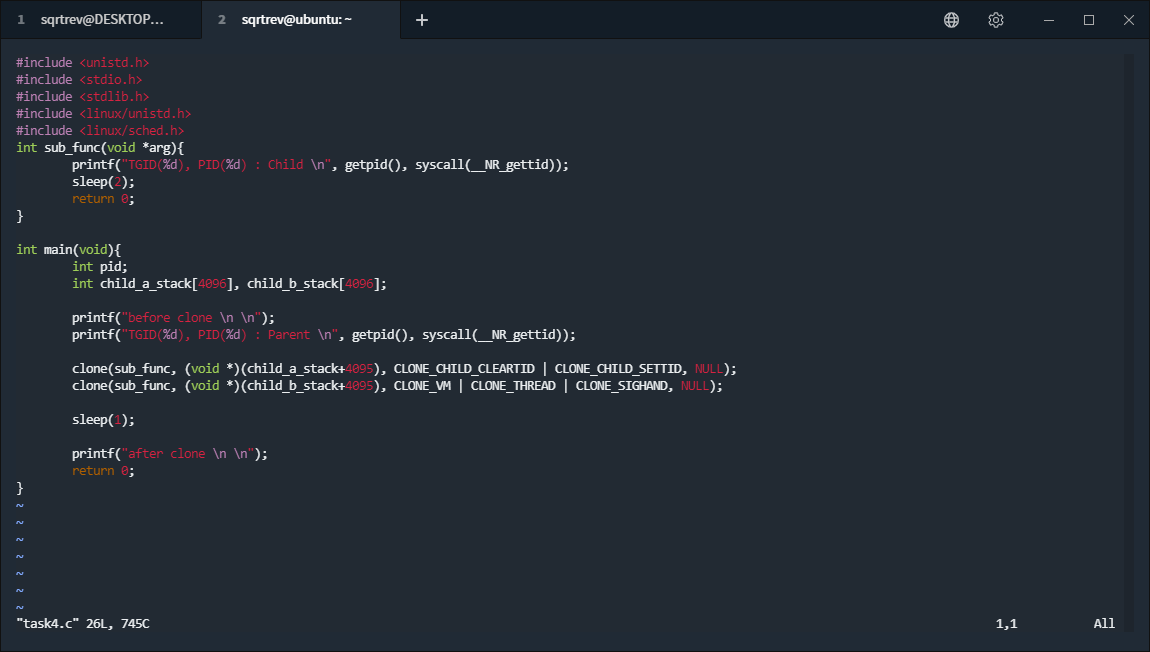 1 sqrtrev@DESKTOP... 2 sqrtrev@ubuntu: ~ +
#include <unistd.h>
#include <stdio.h>
#include <stdlib.h>
#include <linux/unistd.h>
#include <linux/sched.h>
int sub_func(void *arg){
        printf("TGID(%d), PID(%d) : Child \n", getpid(), syscall(__NR_gettid));
        sleep(2);
        return 0;
}

int main(void){
        int pid;
        int child_a_stack[4096], child_b_stack[4096];

        printf("before clone \n \n");
        printf("TGID(%d), PID(%d) : Parent \n", getpid(), syscall(__NR_gettid));

        clone(sub_func, (void *)(child_a_stack+4095), CLONE_CHILD_CLEARTID | CLONE_CHILD_SETTID, NULL);
        clone(sub_func, (void *)(child_b_stack+4095), CLONE_VM | CLONE_THREAD | CLONE_SIGHAND, NULL);

        sleep(1);

        printf("after clone \n \n");
        return 0;
}
~
~
~
~
~
~
~
"task4.c" 26L, 745C 1,1 All